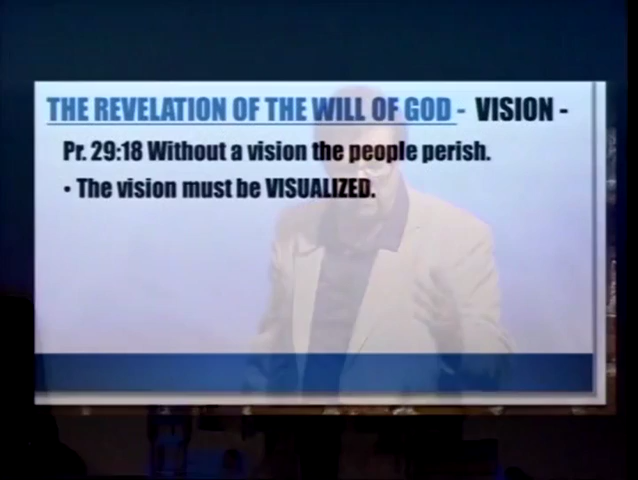 THE REVELATION OF THE WILL OF GOD - VISION -
Pr. 29:18 Without a vision the people perish.
• The vision must be VISUALIZED.